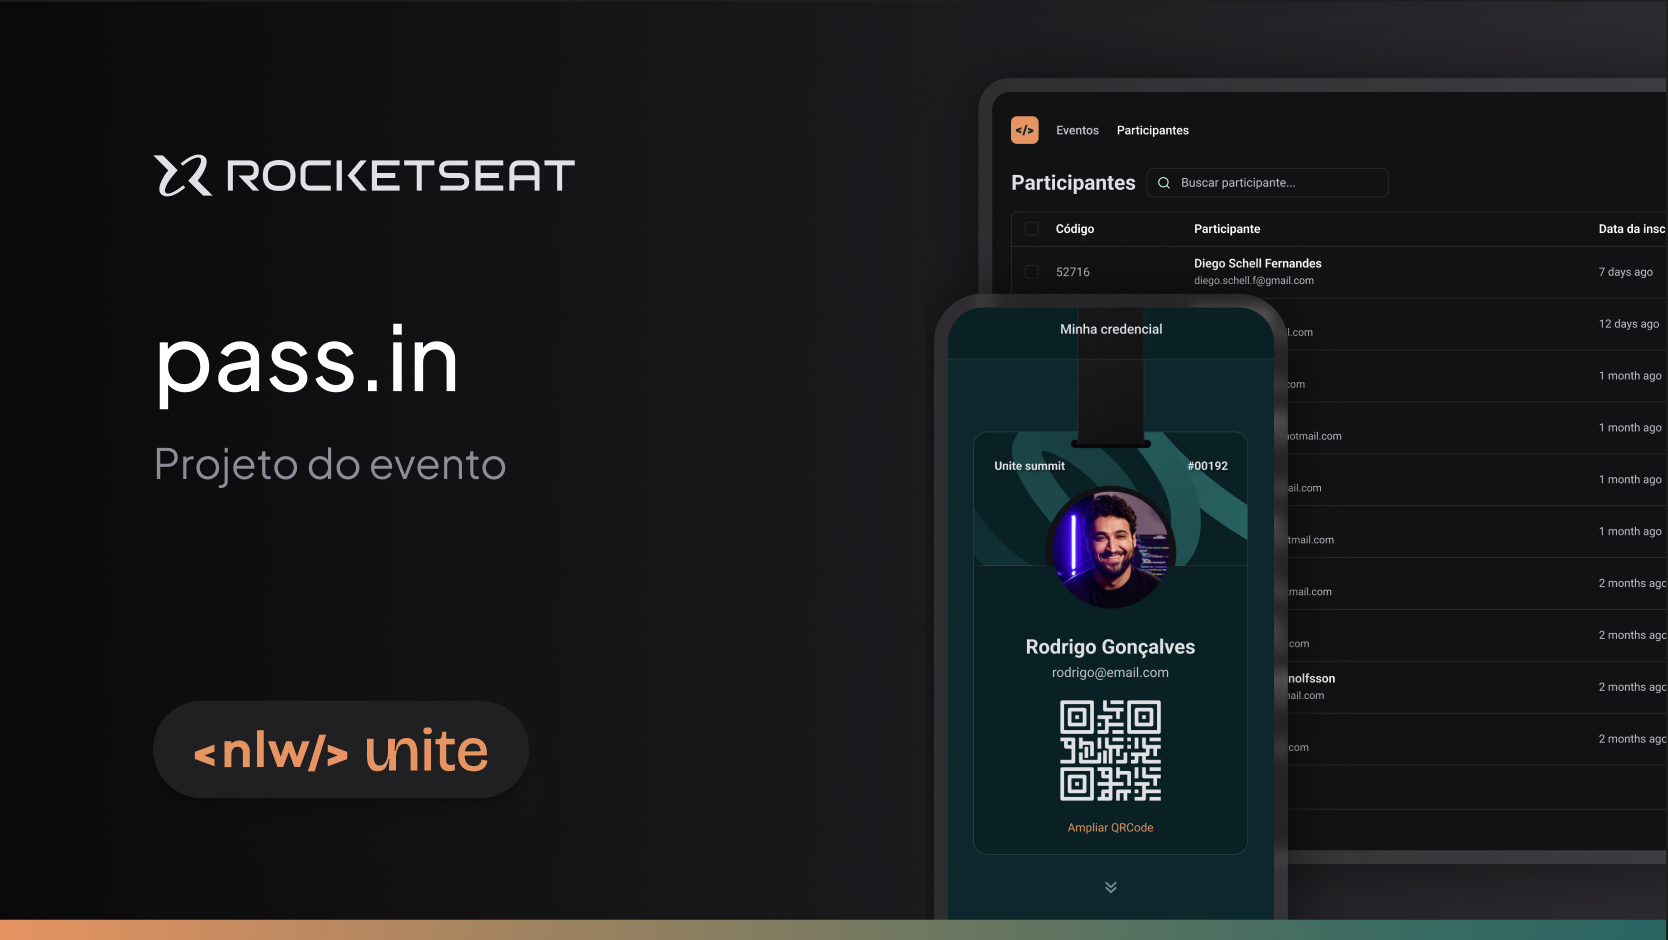 ROCKETSEAT
pass.in
Projeto do evento
<nlw/> unite
</>
Eventos
Participantes
Participantes
Buscar participante...
Código
Participante
Data da insc
52716
Diego Schell Fernandes
diego.schell.f@gmail.com
7 days ago
l.com
12 days ago
com
1 month ago
otmail.com
1 month ago
ail.com
1 month ago
tmail.com
1 month ago
mail.com
2 months ago
com
2 months ago
nolfsson
ail.com
2 months ago
com
2 months ago
Minha credencial
Unite summit
#00192
Rodrigo Gonçalves
rodrigo@email.com
Ampliar QRCode